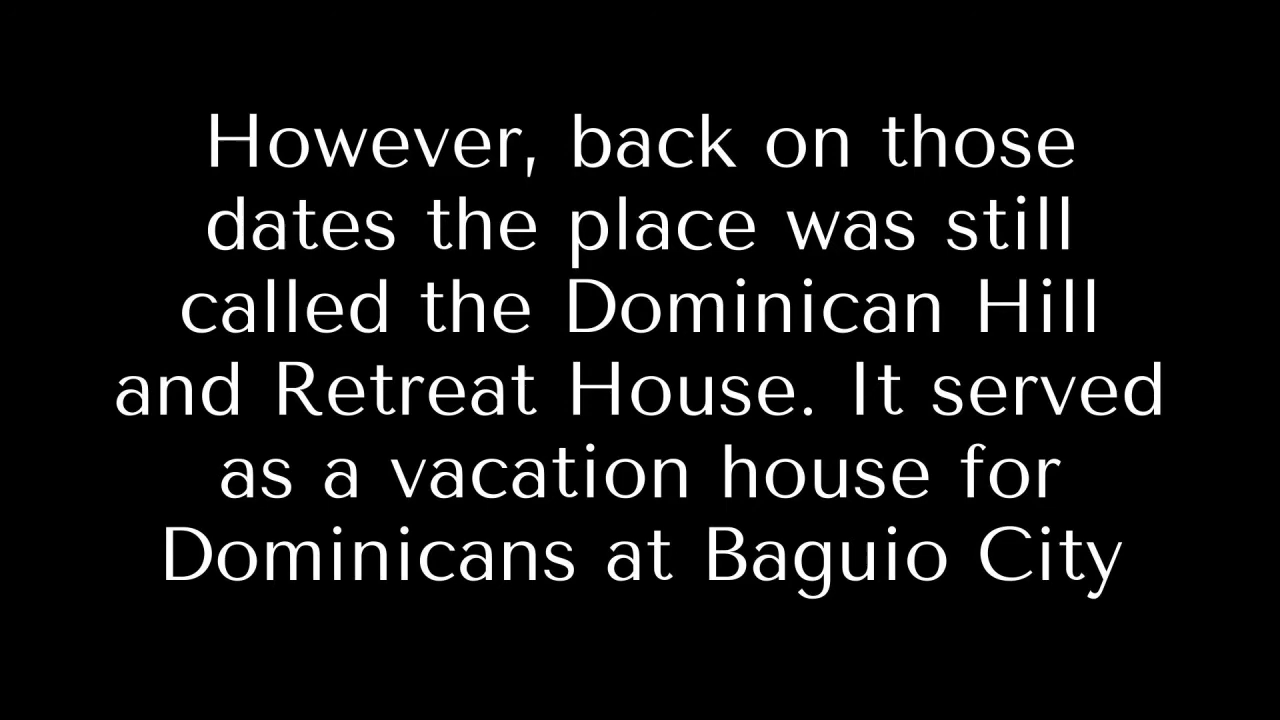 However, back on those
dates the place was still
called the Dominican Hill
and Retreat House. It served
as a vacation house for
Dominicans at Baguio City